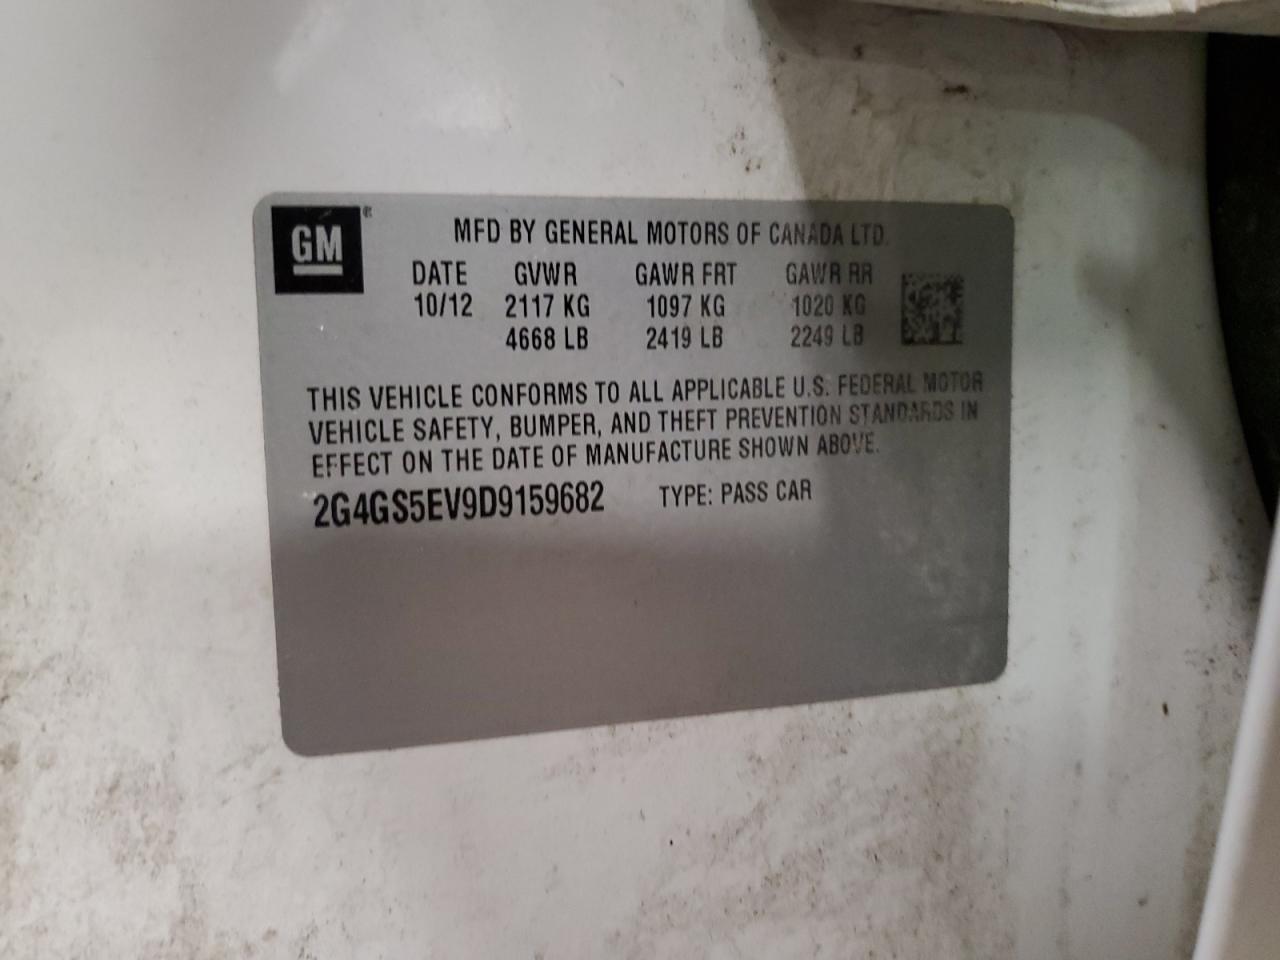 GM
MFD BY GENERAL MOTORS OF CANADA LTD.
DATE GVWR GAWR FRT GAWR RR
10/12 2117 KG 1097 KG 1020 KG
4668 LB 2419 LB 2249 LB
THIS VEHICLE CONFORMS TO ALL APPLICABLE U.S. FEDERAL MOTOR
VEHICLE SAFETY, BUMPER, AND THEFT PREVENTION STANDARDS IN
EFFECT ON THE DATE OF MANUFACTURE SHOWN ABOVE.
2G4GS5EV9D9159682 TYPE: PASS CAR